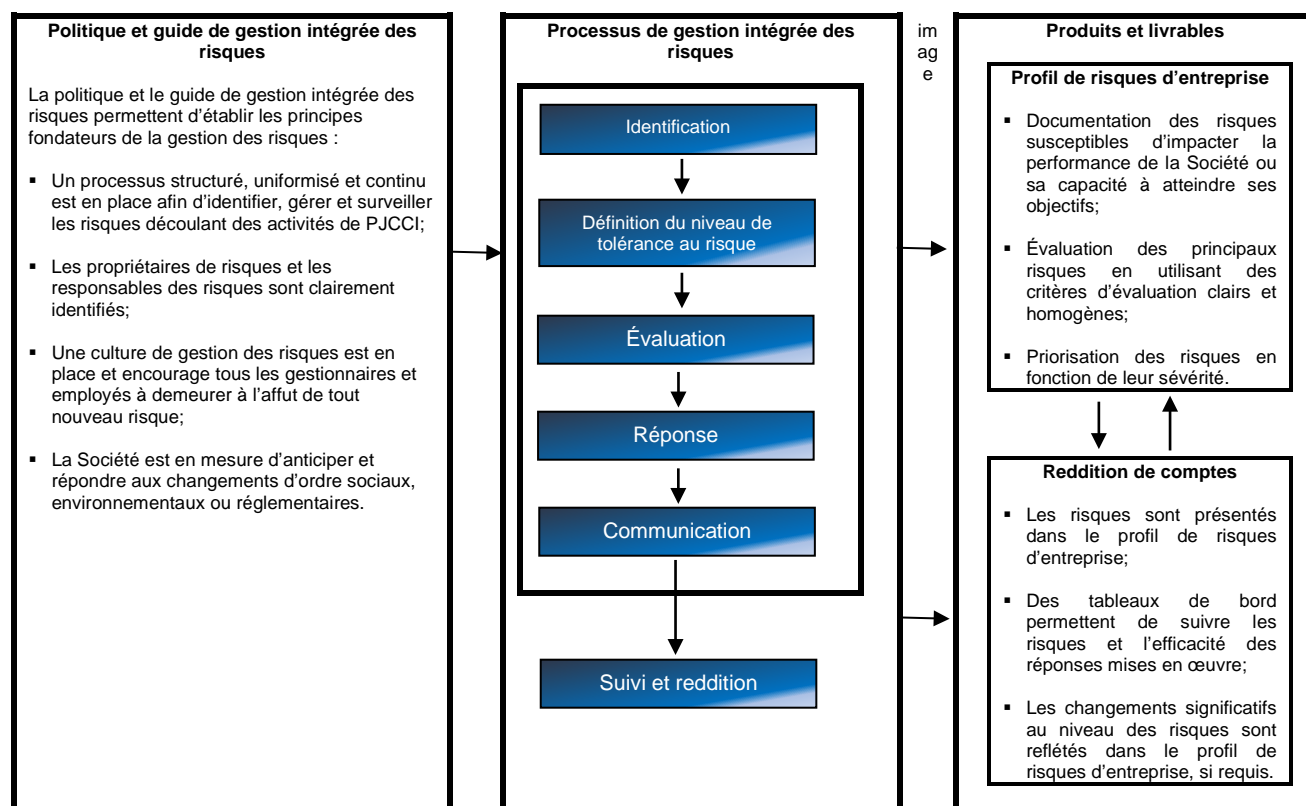 Politique et guide de gestion intégrée des
risques
La politique et le guide de gestion intégrée des
risques permettent d'établir les principes
fondateurs de la gestion des risques :
▪ Un processus structuré, uniformisé et continu
est en place afin d'identifier, gérer et surveiller
les risques découlant des activités de PJCCI;
▪ Les propriétaires de risques et les
responsables des risques sont clairement
identifiés;
▪ Une culture de gestion des risques est en
place et encourage tous les gestionnaires et
employés à demeurer à l'affut de tout
nouveau risque;
▪ La Société est en mesure d'anticiper et
répondre aux changements d'ordre sociaux,
environnementaux ou réglementaires.
Processus de gestion intégrée des
risques
Identification
Définition du niveau de
tolérance au risque
Évaluation
Réponse
Communication
Suivi et reddition
im
ag
e
Produits et livrables
Profil de risques d'entreprise
▪ Documentation des risques
susceptibles d'impacter la
performance de la Société ou
sa capacité à atteindre ses
objectifs;
▪ Évaluation des principaux
risques en utilisant des
critères d'évaluation clairs et
homogènes;
▪ Priorisation des risques en
fonction de leur sévérité.
Reddition de comptes
▪ Les risques sont présentés
dans le profil de risques
d'entreprise;
▪ Des tableaux de bord
permettent de suivre les
risques et l'efficacité des
réponses mises en œuvre;
▪ Les changements significatifs
au niveau des risques sont
reflétés dans le profil de
risques d'entreprise, si requis.